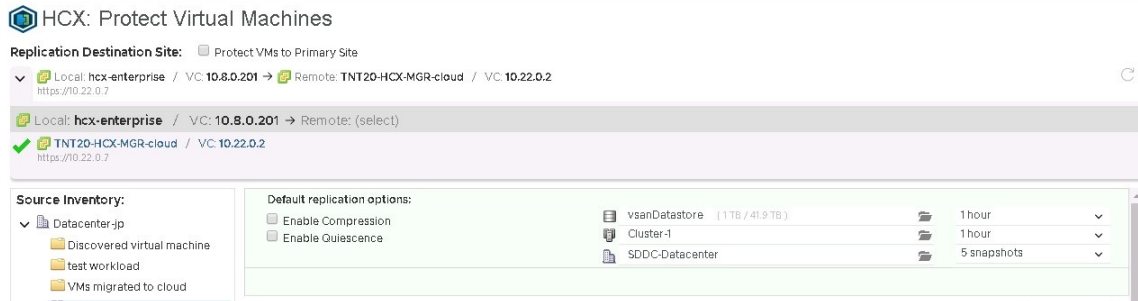 HCX: Protect Virtual Machines
Replication Destination Site: Protect VMs to Primary Site
Local: hcx-enterprise / VC: 10.8.0.201 → Remote: TNT20-HCX-MGR-cloud / VC: 10.22.0.2
https://10.22.0.7
Local: hcx-enterprise / VC: 10.8.0.201 → Remote: (select)
TNT20-HCX-MGR-cloud / VC: 10.22.0.2
https://10.22.0.7
Source Inventory:
Datacenter-jp
Discovered virtual machine
test workload
VMs migrated to cloud
Default replication options:
Enable Compression
Enable Quiescence
vsanDatastore (1 TB / 41.9 TB) 1 hour
Cluster-1 1 hour
SDDC-Datacenter 5 snapshots